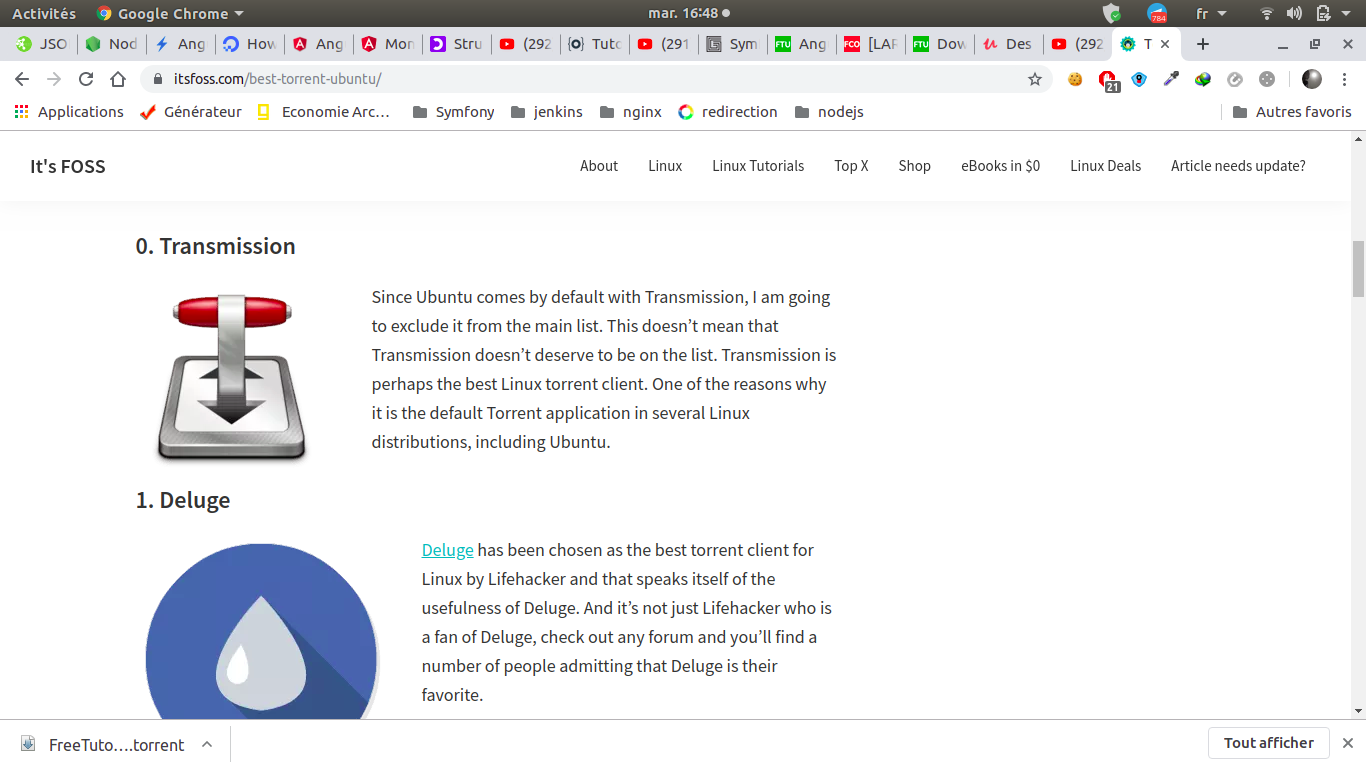 Activités Google Chrome mar. 16:48 784 fr
JSO Nod Ang How Ang Mon Stru (292 Tuto (291 Sym FTU Ang FCO [LAF FTU Dow Des (292 T
itsfoss.com/best-torrent-ubuntu/ 21
Applications Générateur Economie Arc... Symfony jenkins nginx redirection nodejs Autres favoris
It's FOSS About Linux Linux Tutorials Top X Shop eBooks in $0 Linux Deals Article needs update?
0. Transmission
Since Ubuntu comes by default with Transmission, I am going
to exclude it from the main list. This doesn’t mean that
Transmission doesn’t deserve to be on the list. Transmission is
perhaps the best Linux torrent client. One of the reasons why
it is the default Torrent application in several Linux
distributions, including Ubuntu.
1. Deluge
Deluge has been chosen as the best torrent client for
Linux by Lifehacker and that speaks itself of the
usefulness of Deluge. And it’s not just Lifehacker who is
a fan of Deluge, check out any forum and you’ll find a
number of people admitting that Deluge is their
favorite.
FreeTuto....torrent Tout afficher